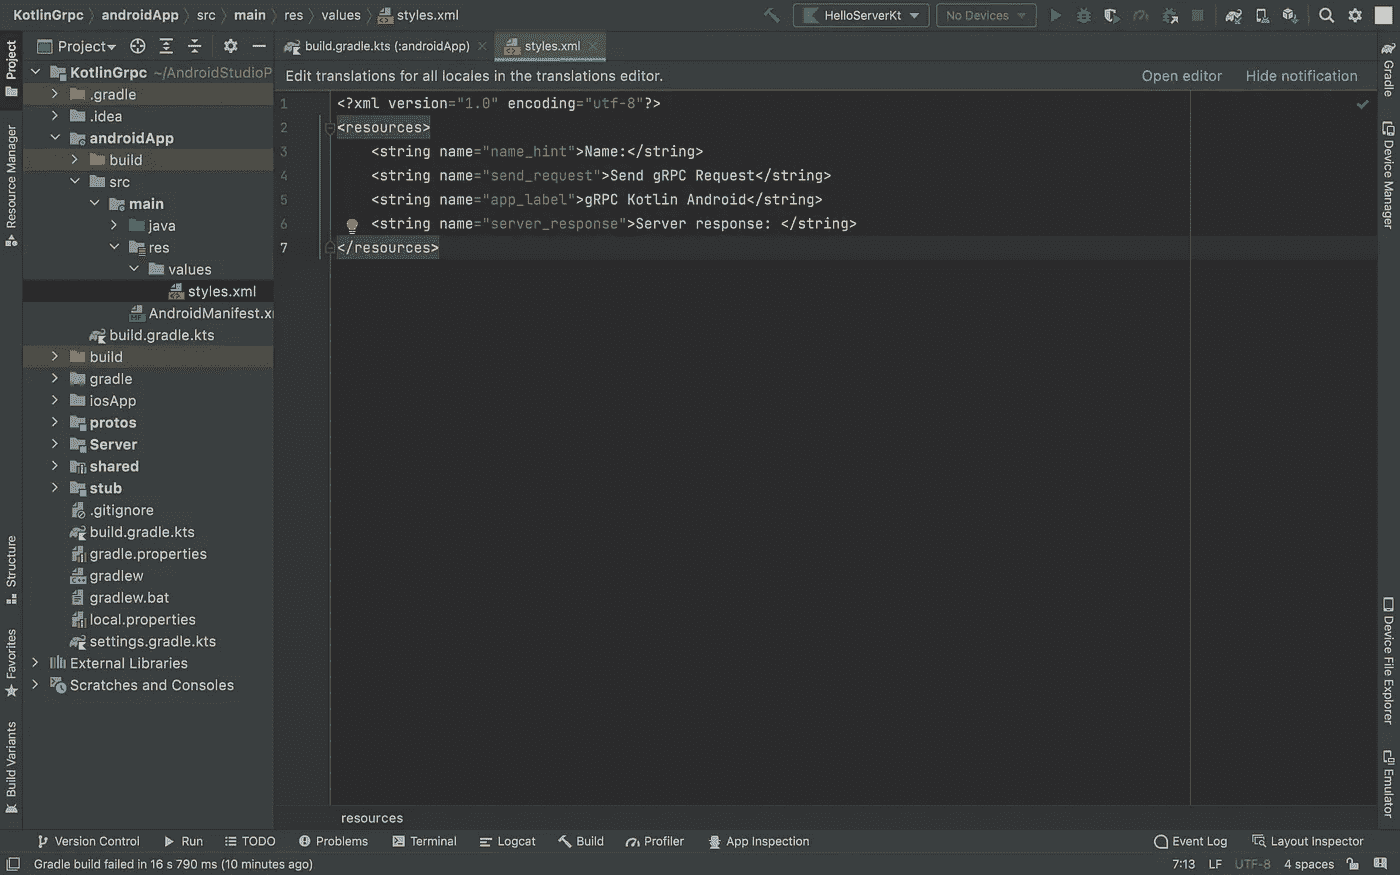 KotlinGrpc androidApp src main res values styles.xml
HelloServerKt No Devices
Project
build.gradle.kts (:androidApp) styles.xml
Edit translations for all locales in the translations editor. Open editor Hide notification
Project
Resource Manager
Structure
Favorites
Build Variants
KotlinGrpc ~/AndroidStudioP
.gradle
.idea
androidApp
build
src
main
java
res
values
styles.xml
AndroidManifest.x
build.gradle.kts
build
gradle
iosApp
protos
Server
shared
stub
.gitignore
build.gradle.kts
gradle.properties
gradlew
gradlew.bat
local.properties
settings.gradle.kts
External Libraries
Scratches and Consoles
1 <?xml version="1.0" encoding="utf-8"?>
2 <resources>
3 <string name="name_hint">Name:</string>
4 <string name="send_request">Send gRPC Request</string>
5 <string name="app_label">gRPC Kotlin Android</string>
6 <string name="server_response">Server response: </string>
7 </resources>
resources
Gradle
Device Manager
Device File Explorer
Emulator
Version Control Run TODO Problems Terminal Logcat Build Profiler App Inspection Event Log Layout Inspector
Gradle build failed in 16 s 790 ms (10 minutes ago) 7:13 LF UTF-8 4 spaces